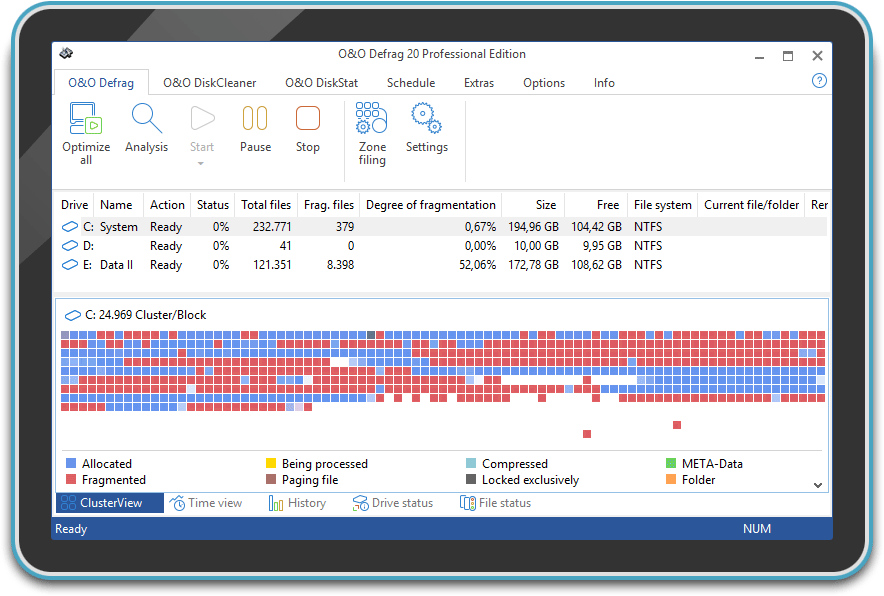 O&O Defrag 20 Professional Edition
O&O Defrag O&O DiskCleaner O&O DiskStat Schedule Extras Options Info ?
Optimize all Analysis Start Pause Stop Zone filing Settings
Drive Name Action Status Total files Frag. files Degree of fragmentation Size Free File system Current file/folder Rer
C: System Ready 0% 232.771 379 0,67% 194,96 GB 104,42 GB NTFS
D: Ready 0% 41 0 0,00% 10,00 GB 9,95 GB NTFS
E: Data II Ready 0% 121.351 8.398 52,06% 172,78 GB 108,62 GB NTFS
C: 24.969 Cluster/Block
Allocated Being processed Compressed META-Data
Fragmented Paging file Locked exclusively Folder
ClusterView Time view History Drive status File status
Ready NUM